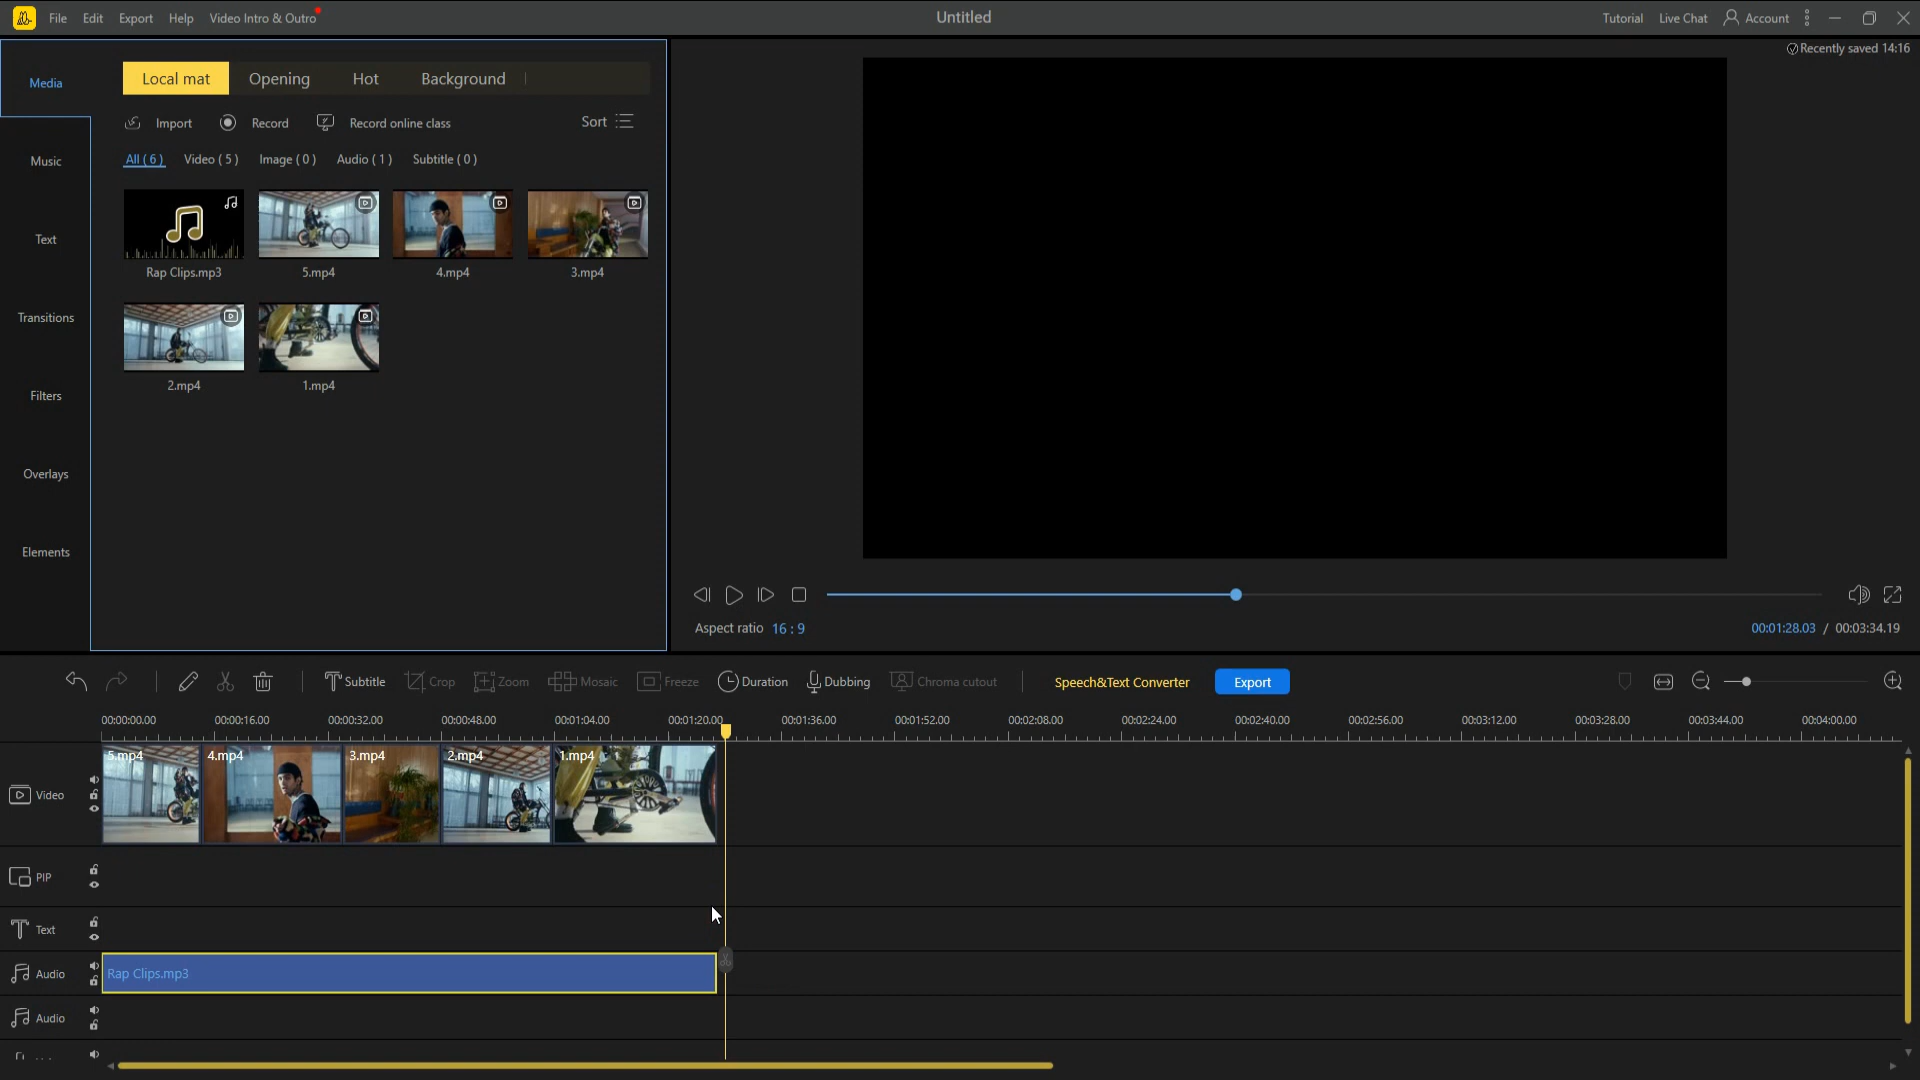 File Edit Export Help Video Intro & Outro
Untitled
Tutorial Live Chat Account
Recently saved 14:16
Media
Music
Text
Transitions
Filters
Overlays
Elements
Local mat Opening Hot Background
Import Record Record online class Sort
All ( 6 ) Video ( 5 ) Image ( 0 ) Audio ( 1 ) Subtitle ( 0 )
Rap Clips.mp3 5.mp4 4.mp4 3.mp4
2.mp4 1.mp4
Aspect ratio 16 : 9
00:01:28.03 / 00:03:34.19
Subtitle Crop Zoom Mosaic Freeze Duration Dubbing Chroma cutout Speech&Text Converter Export
00:00:00.00 00:00:16.00 00:00:32.00 00:00:48.00 00:01:04.00 00:01:20.00 00:01:36.00 00:01:52.00 00:02:08.00 00:02:24.00 00:02:40.00 00:02:56.00 00:03:12.00 00:03:28.00 00:03:44.00 00:04:00.00
5.mp4 4.mp4 3.mp4 2.mp4 1.mp4
Video
PIP
Text
Audio Rap Clips.mp3
Audio